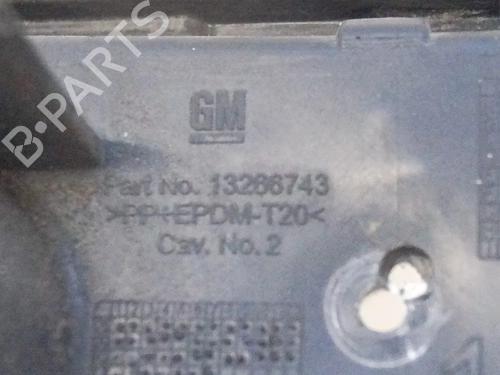 B-PARTS
GM
Part No. 13266743
>PP+EPDM-T20<
Cav. No. 2